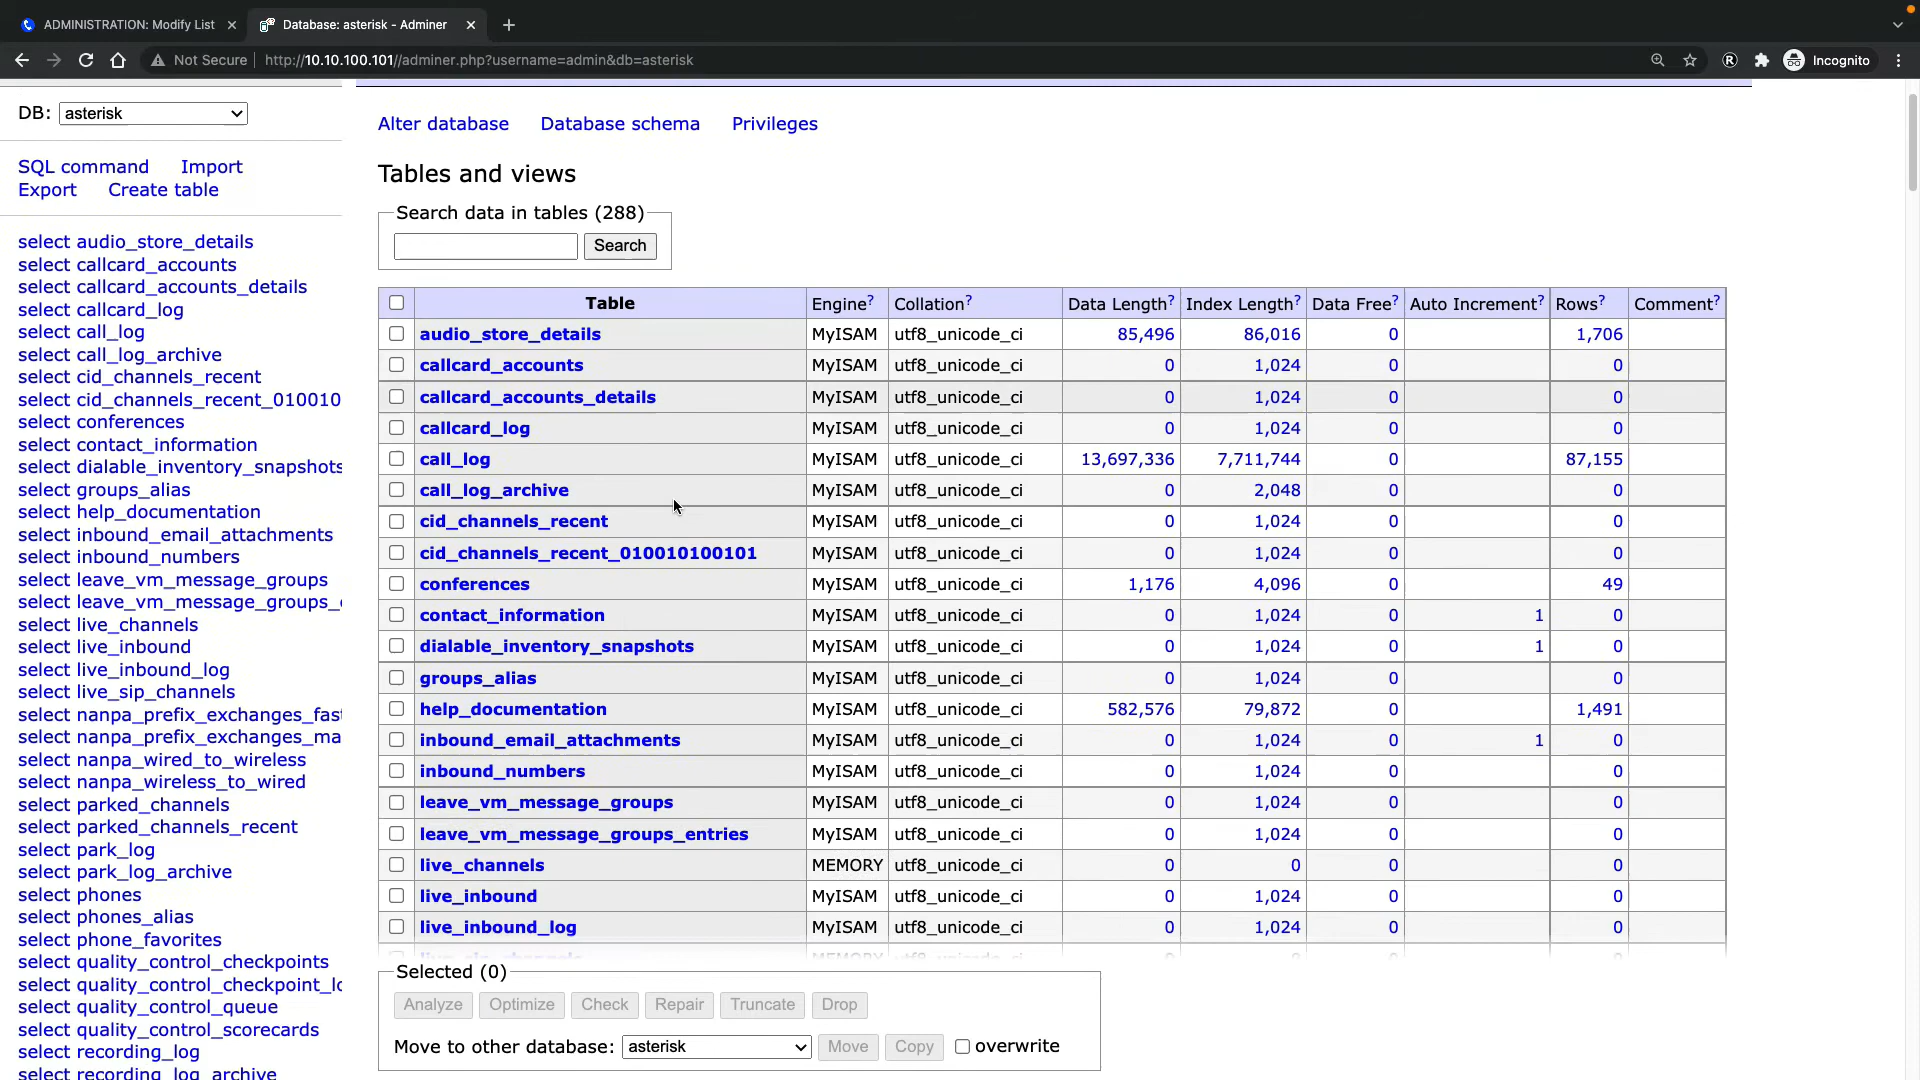 ADMINISTRATION: Modify List
Database: asterisk - Adminer
Not Secure
http://10.10.100.101//adminer.php?username=admin&db=asterisk
Incognito
DB: asterisk
SQL command Import
Export Create table
select audio_store_details
select callcard_accounts
select callcard_accounts_details
select callcard_log
select call_log
select call_log_archive
select cid_channels_recent
select cid_channels_recent_010010
select conferences
select contact_information
select dialable_inventory_snapshots
select groups_alias
select help_documentation
select inbound_email_attachments
select inbound_numbers
select leave_vm_message_groups
select leave_vm_message_groups_
select live_channels
select live_inbound
select live_inbound_log
select live_sip_channels
select nanpa_prefix_exchanges_fast
select nanpa_prefix_exchanges_ma
select nanpa_wired_to_wireless
select nanpa_wireless_to_wired
select parked_channels
select parked_channels_recent
select park_log
select park_log_archive
select phones
select phones_alias
select phone_favorites
select quality_control_checkpoints
select quality_control_checkpoint_lo
select quality_control_queue
select quality_control_scorecards
select recording_log
select recording_log_archive
Alter database Database schema Privileges
Tables and views
Search data in tables (288)
Search
Table Engine? Collation? Data Length? Index Length? Data Free? Auto Increment? Rows? Comment?
audio_store_details MyISAM utf8_unicode_ci 85,496 86,016 0 1,706
callcard_accounts MyISAM utf8_unicode_ci 0 1,024 0 0
callcard_accounts_details MyISAM utf8_unicode_ci 0 1,024 0 0
callcard_log MyISAM utf8_unicode_ci 0 1,024 0 0
call_log MyISAM utf8_unicode_ci 13,697,336 7,711,744 0 87,155
call_log_archive MyISAM utf8_unicode_ci 0 2,048 0 0
cid_channels_recent MyISAM utf8_unicode_ci 0 1,024 0 0
cid_channels_recent_010010100101 MyISAM utf8_unicode_ci 0 1,024 0 0
conferences MyISAM utf8_unicode_ci 1,176 4,096 0 49
contact_information MyISAM utf8_unicode_ci 0 1,024 0 1 0
dialable_inventory_snapshots MyISAM utf8_unicode_ci 0 1,024 0 1 0
groups_alias MyISAM utf8_unicode_ci 0 1,024 0 0
help_documentation MyISAM utf8_unicode_ci 582,576 79,872 0 1,491
inbound_email_attachments MyISAM utf8_unicode_ci 0 1,024 0 1 0
inbound_numbers MyISAM utf8_unicode_ci 0 1,024 0 0
leave_vm_message_groups MyISAM utf8_unicode_ci 0 1,024 0 0
leave_vm_message_groups_entries MyISAM utf8_unicode_ci 0 1,024 0 0
live_channels MEMORY utf8_unicode_ci 0 0 0 0
live_inbound MyISAM utf8_unicode_ci 0 1,024 0 0
live_inbound_log MyISAM utf8_unicode_ci 0 1,024 0 0
Selected (0)
Analyze Optimize Check Repair Truncate Drop
Move to other database: asterisk Move Copy overwrite